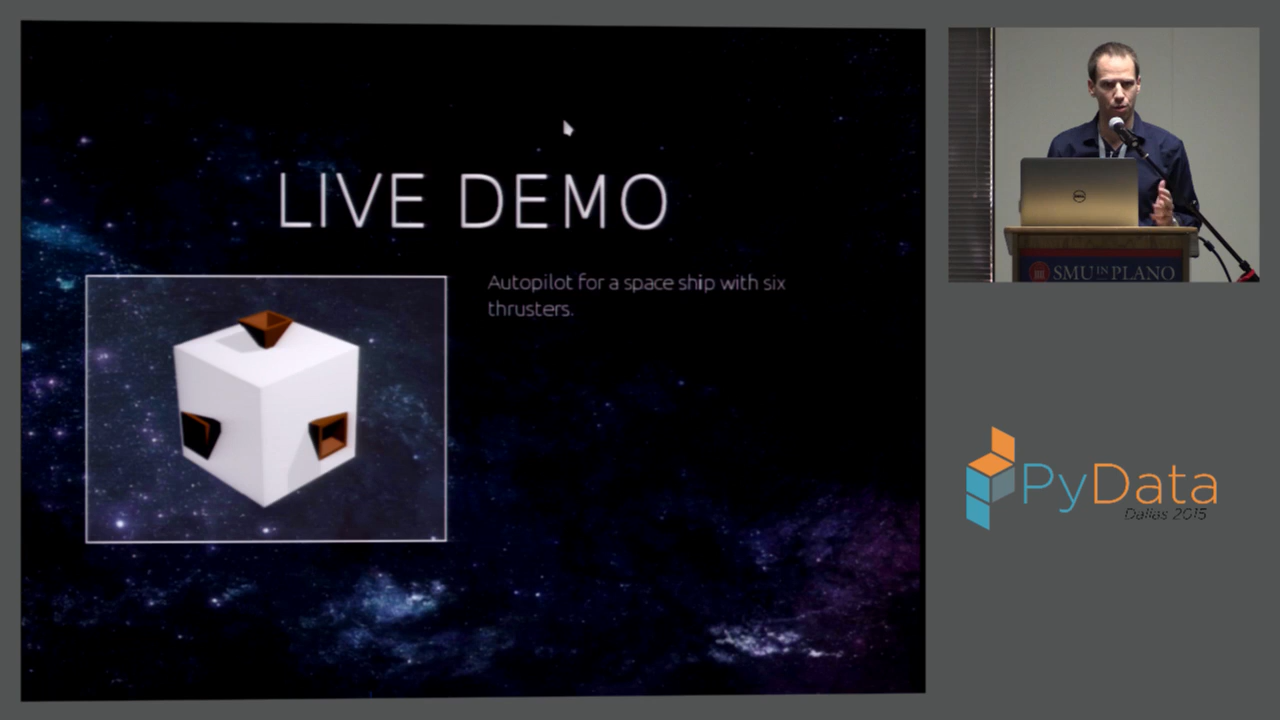 LIVE DEMO
Autopilot for a space ship with six
thrusters.
SMU IN PLANO
PyData
Dallas 2015